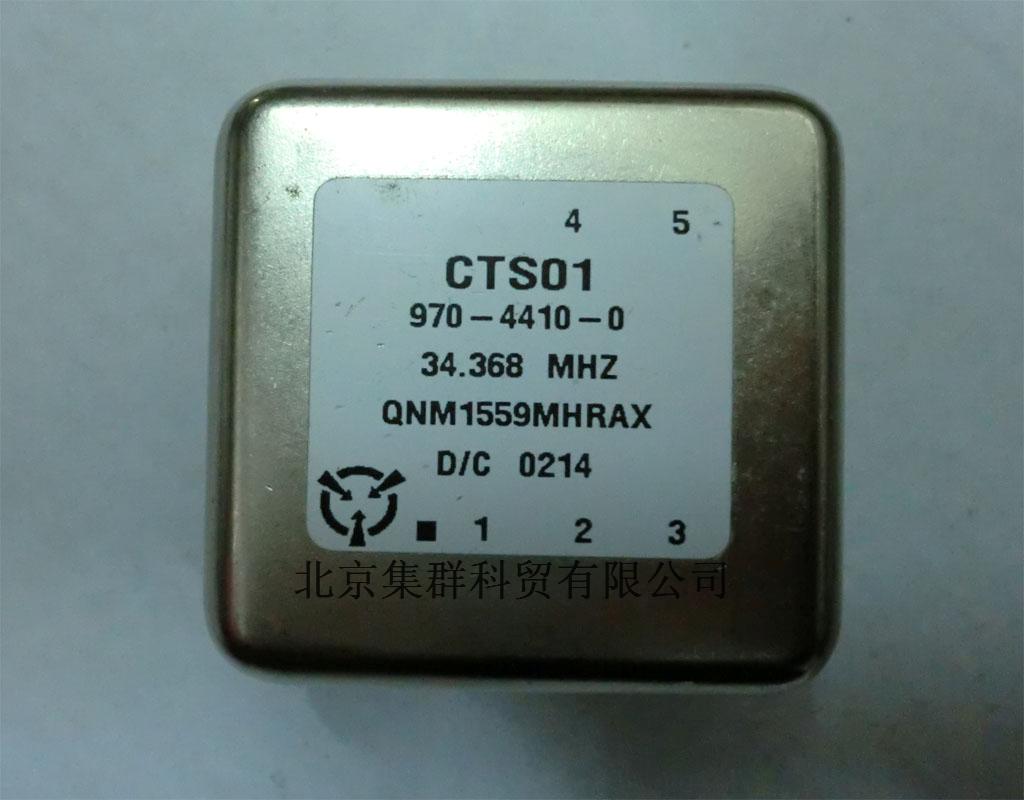 4 5
CTS01
970-4410-0
34.368 MHZ
QNM1559MHRAX
D/C 0214
1 2 3
北京集群科贸有限公司